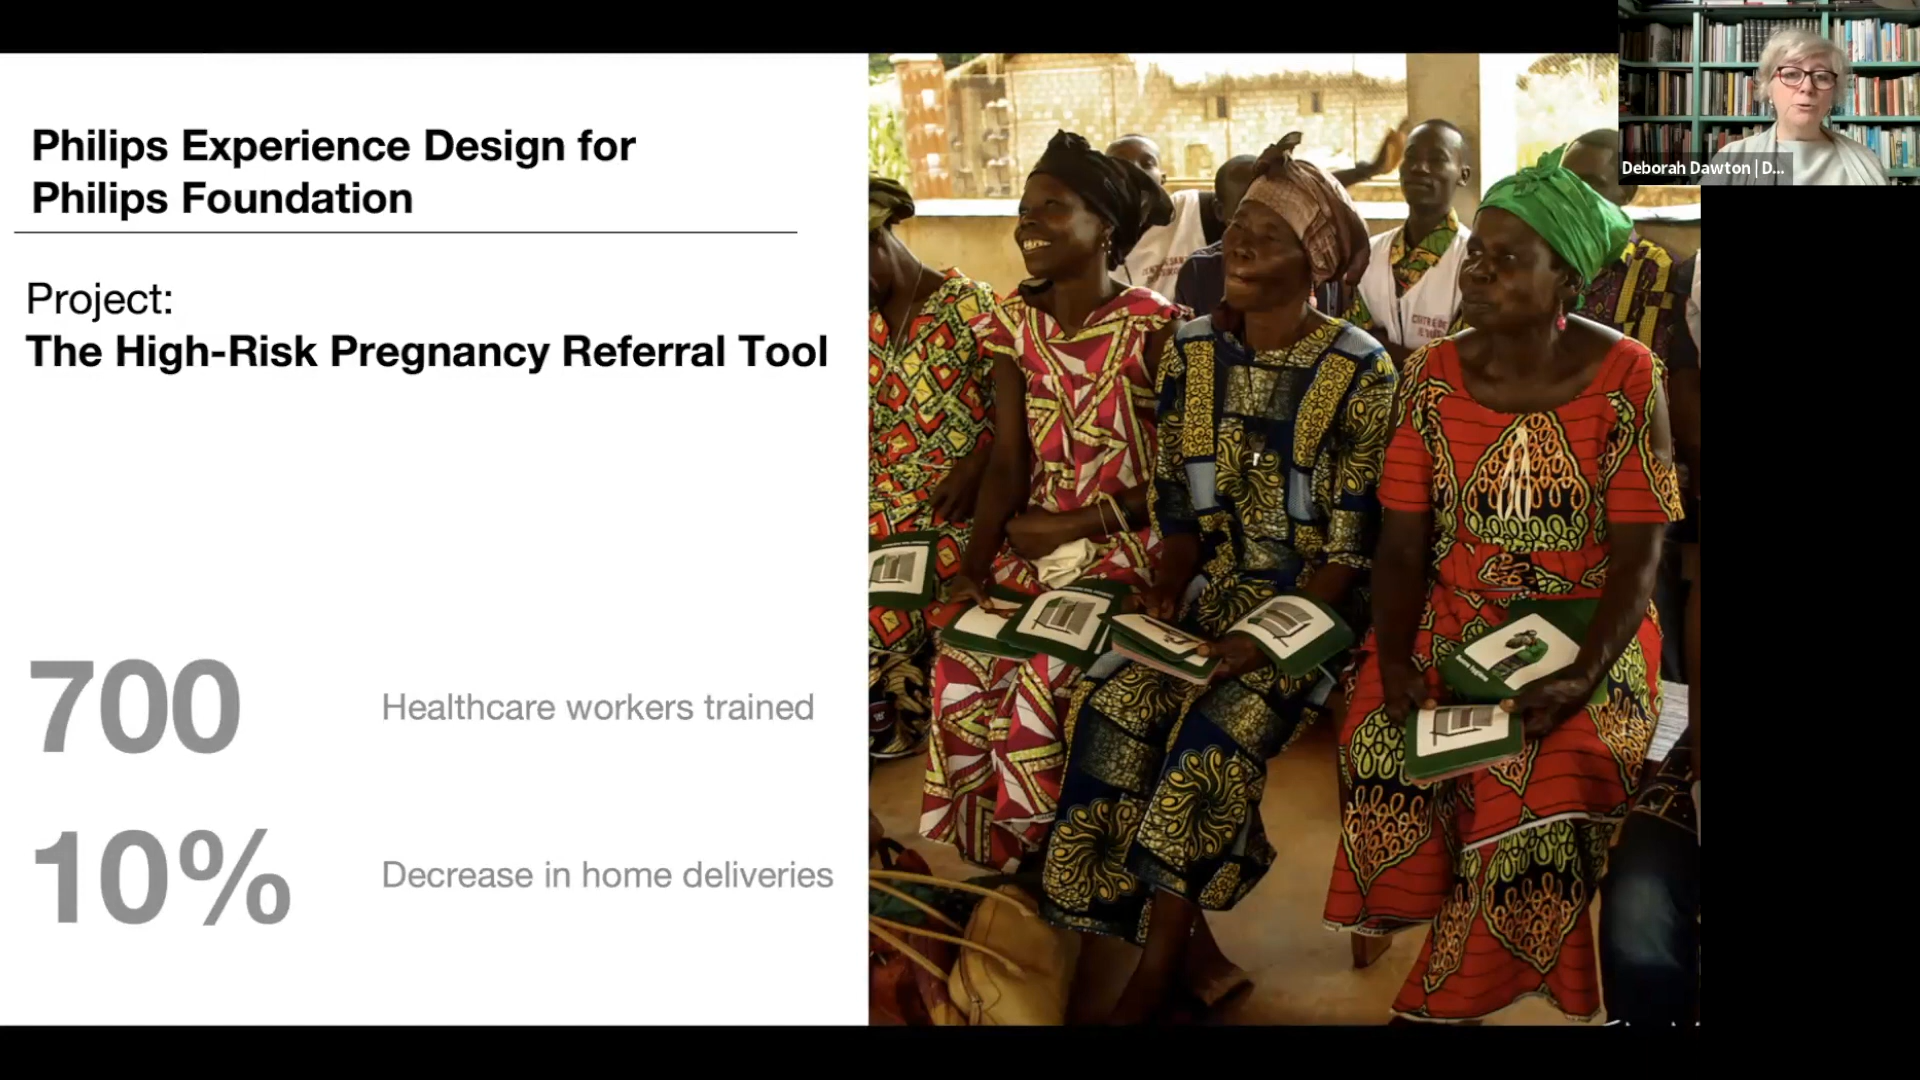 Philips Experience Design for
Philips Foundation
Project:
The High-Risk Pregnancy Referral Tool
700
Healthcare workers trained
10%
Decrease in home deliveries
Deborah Dawton | D...